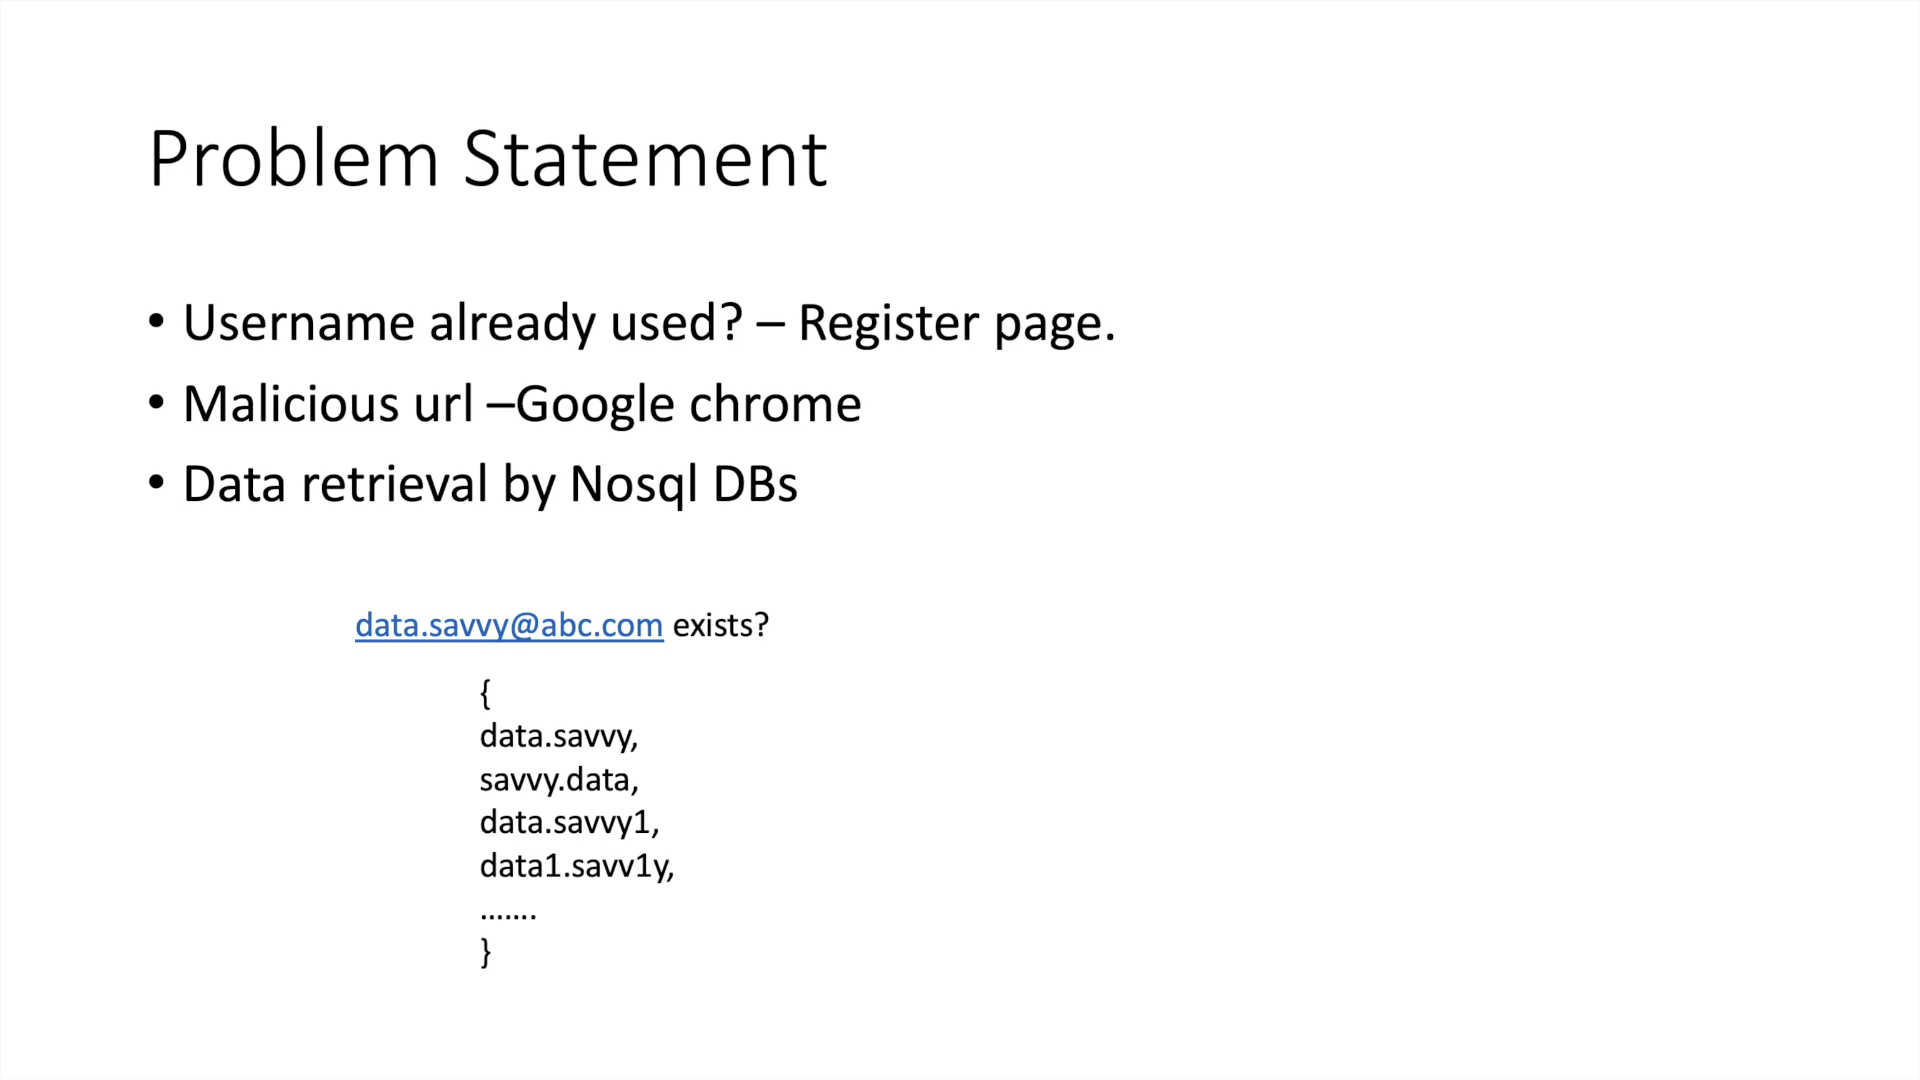 Problem Statement
• Username already used? – Register page.
• Malicious url –Google chrome
• Data retrieval by Nosql DBs
data.savvy@abc.com exists?
{
data.savvy,
savvy.data,
data.savvy1,
data1.savv1y,
…….
}